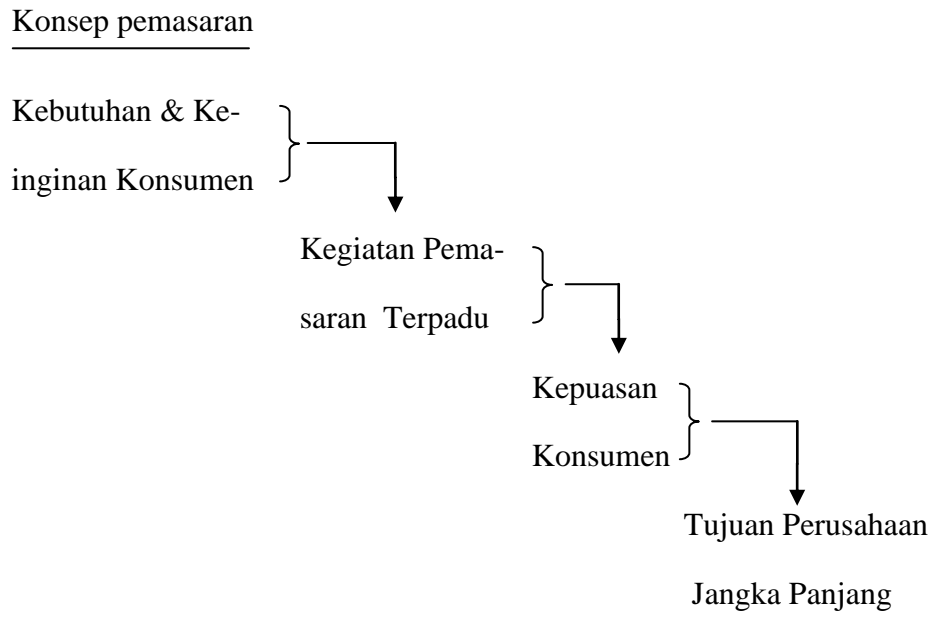 Konsep pemasaran
Kebutuhan & Ke-
inginan Konsumen
Kegiatan Pema-
saran Terpadu
Kepuasan
Konsumen
Tujuan Perusahaan
Jangka Panjang